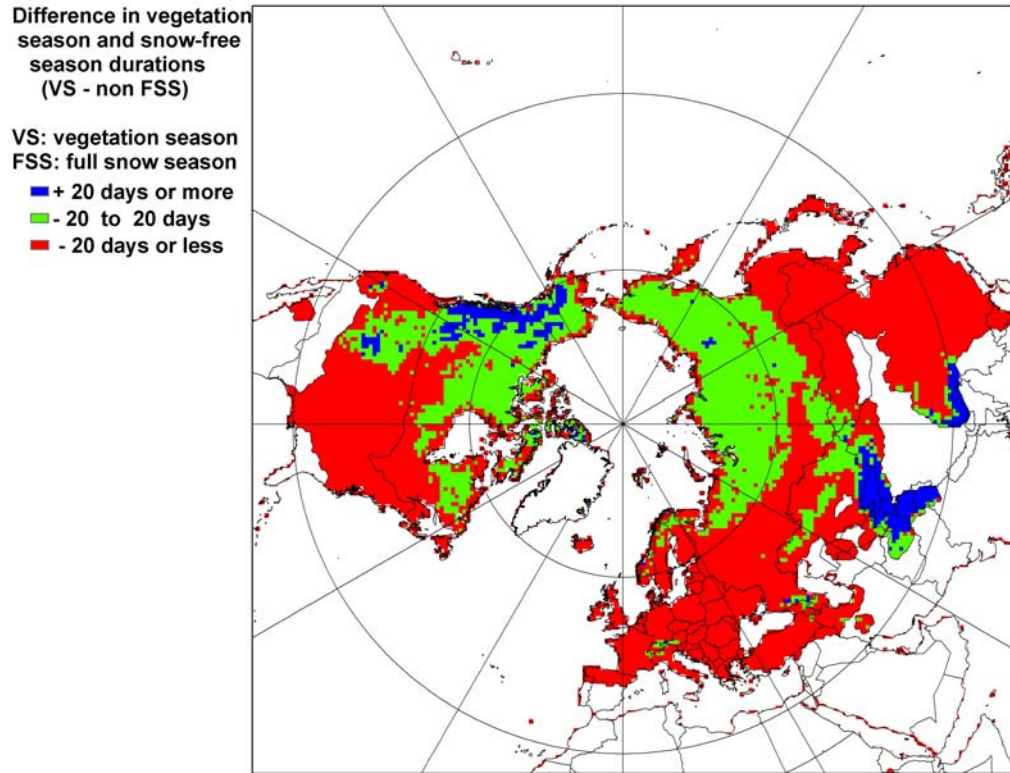 Difference in vegetation
season and snow-free
season durations
(VS - non FSS)
VS: vegetation season
FSS: full snow season
+ 20 days or more
- 20 to 20 days
- 20 days or less